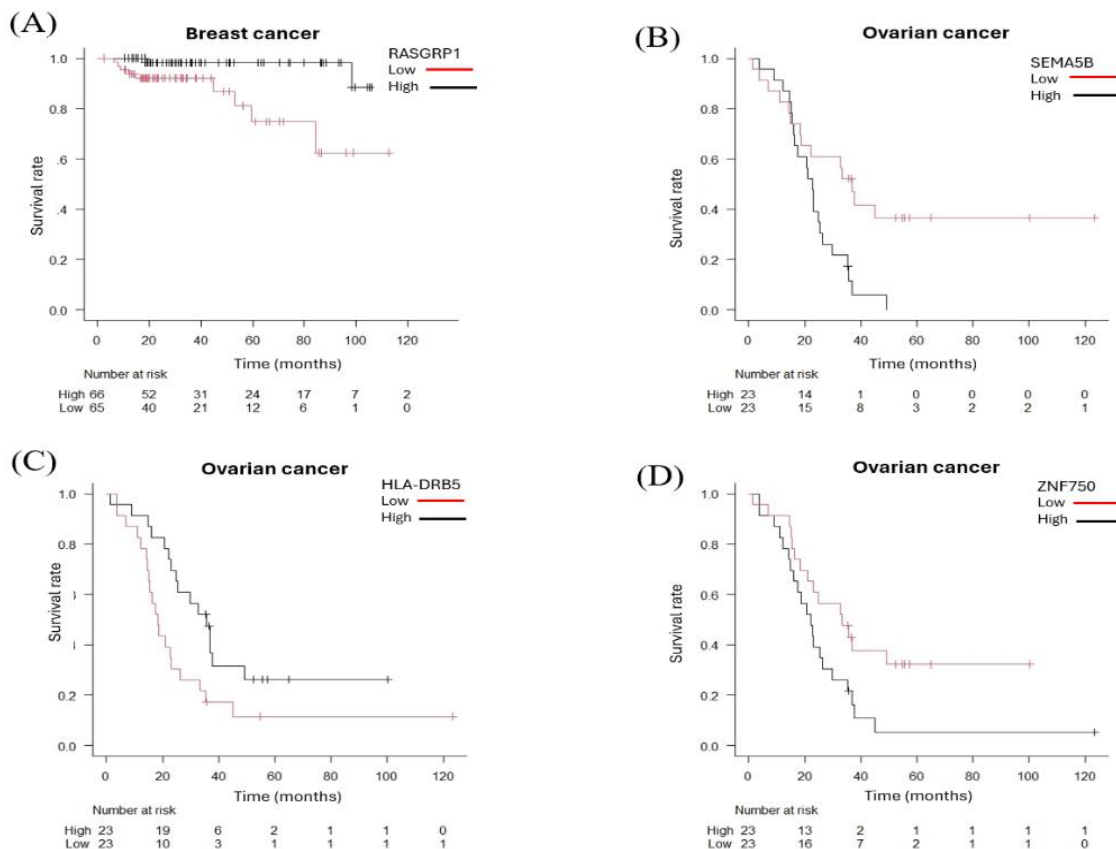 (A)
Breast cancer
RASGRP1
Low
High
1.0
0.8
.6
.4
0.2
0.0
Survival rate
0 20 40 60 80 100 120
Time (months)
Number at risk
High 66 52 31 24 17 7 2
Low 65 40 21 12 6 1 0
(B)
Ovarian cancer
SEMA5B
Low
High
1.0
0.8
0.6
0.4
0.2
0.0
Survival rate
0 20 40 60 80 100 120
Time (months)
Number at risk
High 23 14 1 0 0 0 0
Low 23 15 8 3 2 2 1
(C)
Ovarian cancer
HLA-DRB5
Low
High
1.0
0.8
0.2
0.0
Survival rate
0 20 40 60 80 100 120
Time (months)
Number at risk
High 23 19 6 2 1 1 0
Low 23 10 3 1 1 1 1
(D)
Ovarian cancer
ZNF750
Low
High
1.0
0.8
0.6
0.4
0.2
0.0
Survival rate
0 20 40 60 80 100 120
Time (months)
Number at risk
High 23 13 2 1 1 1 1
Low 23 16 7 2 1 1 0